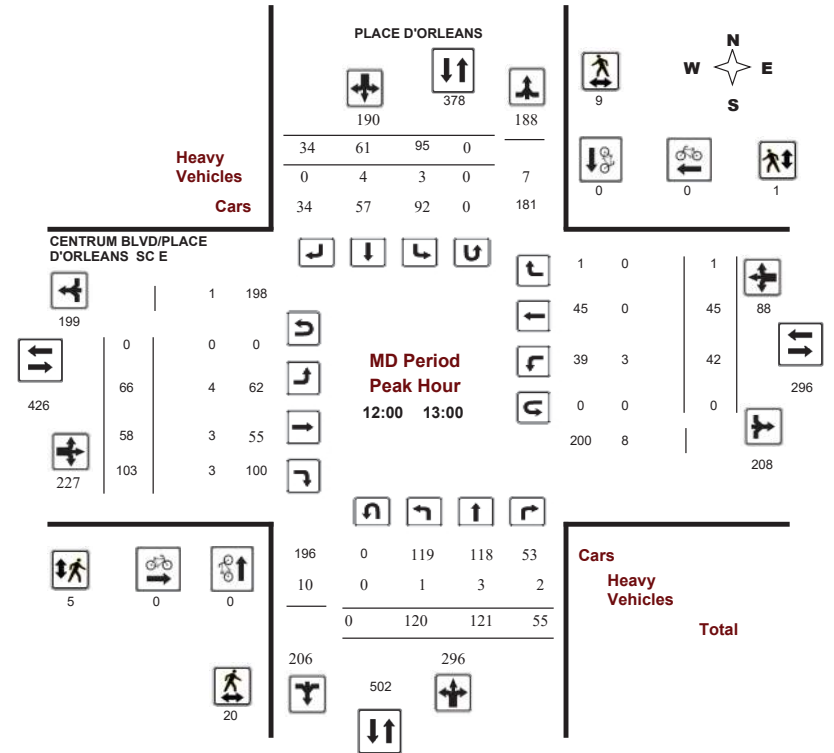 PLACE D'ORLEANS
N
W E
S
378
9
190 188
34 61 95 0
Heavy
Vehicles
0 4 3 0 7
Cars
34 57 92 0 181
0 0 1
CENTRUM BLVD/PLACE
D'ORLEANS SC E
1 198
199
0 0 0
66 4 62
426
58 3 55
103 3 100
227
MD Period
Peak Hour
12:00 13:00
1 0 1
45 0 45 88
39 3 42
296
0 0 0
200 8
208
196 0 119 118 53
10 0 1 3 2
0 120 121 55
206 296
502
Cars
Heavy
Vehicles
Total
5 0 0
20